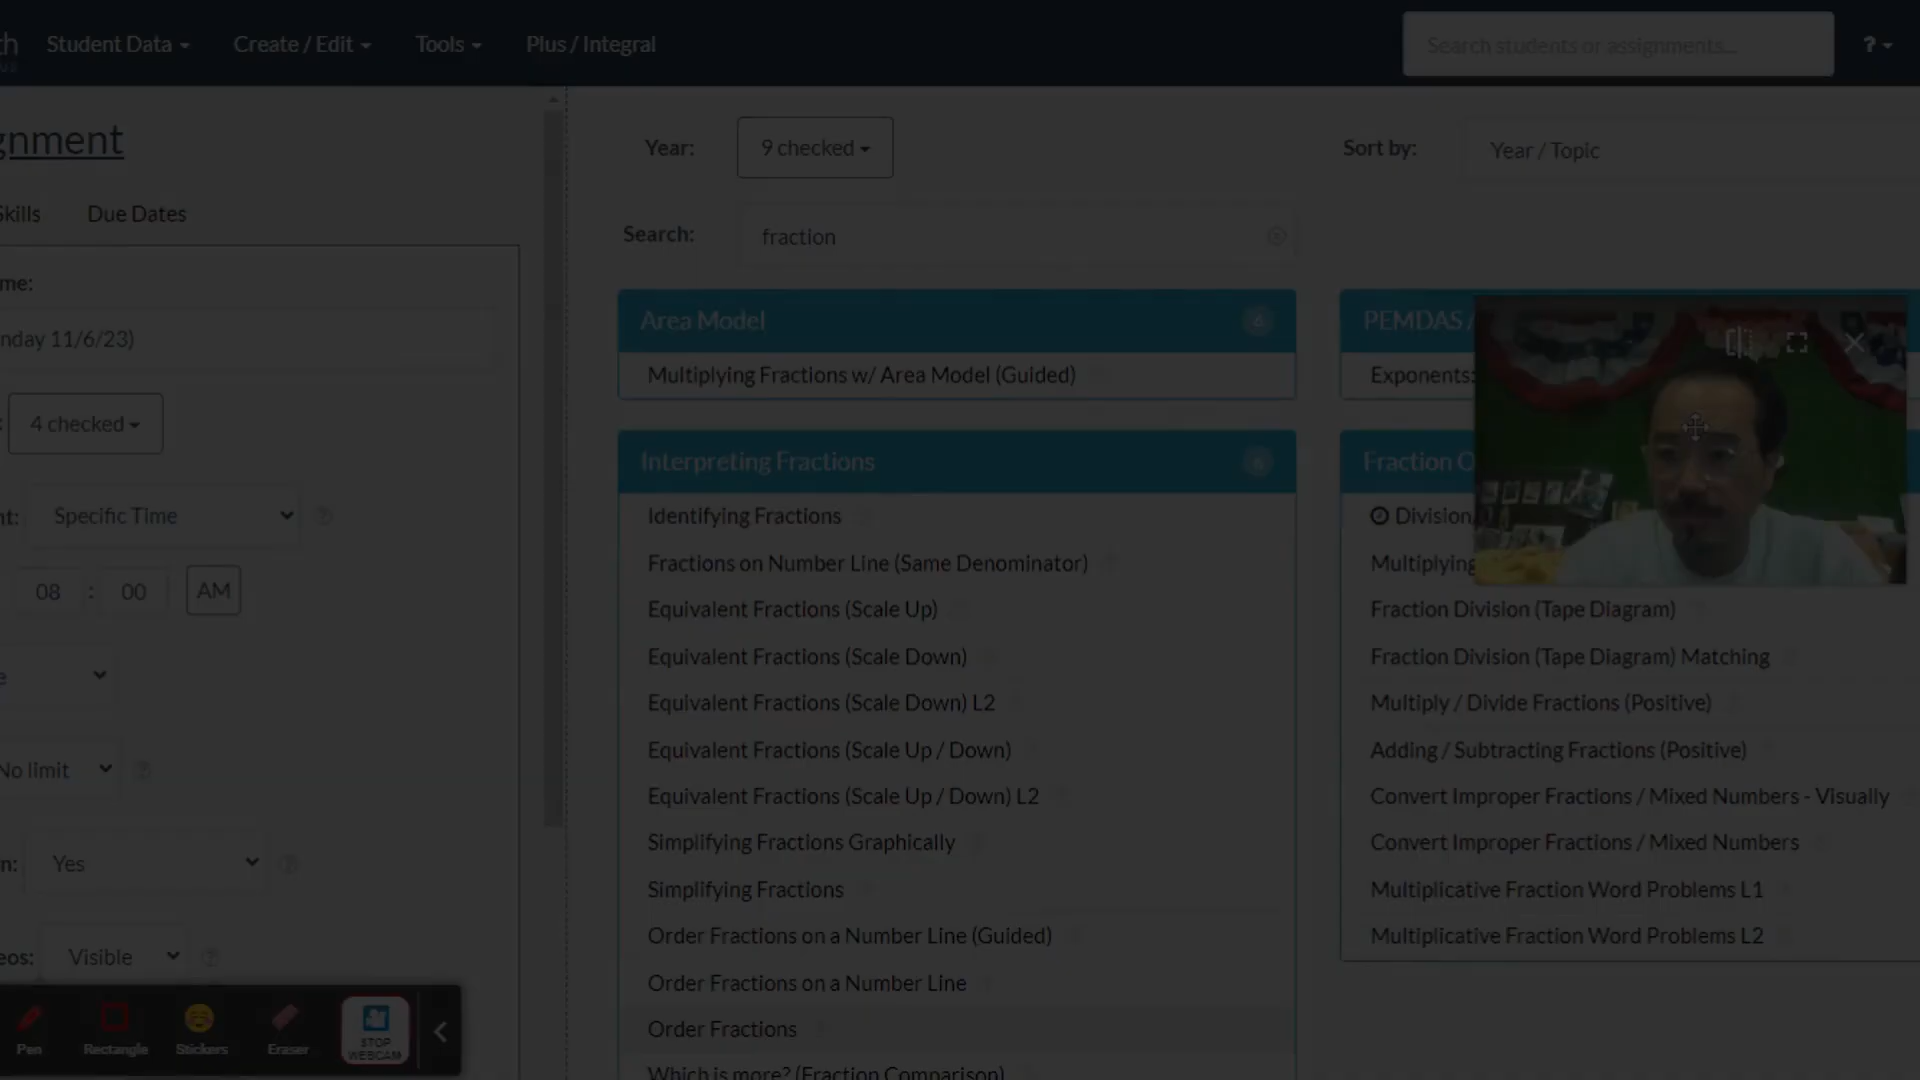 th
Student Data
Create / Edit
Tools
Plus / Integral
Search students or assignments...
?
gnment
Year:
9 checked
Sort by:
Year / Topic
Skills
Due Dates
Search:
fraction
me:
nday 11/6/23)
Area Model
6
Multiplying Fractions w/ Area Model (Guided)
PEMDAS /
Exponents:
4 checked
Interpreting Fractions
Fraction O
nt:
Specific Time
Identifying Fractions
Division
Fractions on Number Line (Same Denominator)
Multiplying
08 : 00 AM
Equivalent Fractions (Scale Up)
Fraction Division (Tape Diagram)
e
Equivalent Fractions (Scale Down)
Fraction Division (Tape Diagram) Matching
Equivalent Fractions (Scale Down) L2
Multiply / Divide Fractions (Positive)
No limit
Equivalent Fractions (Scale Up / Down)
Adding / Subtracting Fractions (Positive)
Equivalent Fractions (Scale Up / Down) L2
Convert Improper Fractions / Mixed Numbers - Visually
n:
Yes
Simplifying Fractions Graphically
Convert Improper Fractions / Mixed Numbers
Simplifying Fractions
Multiplicative Fraction Word Problems L1
Order Fractions on a Number Line (Guided)
Multiplicative Fraction Word Problems L2
eos:
Visible
Order Fractions on a Number Line
Order Fractions
Which is more? (Fraction Comparison)
Pen
Rectangle
Stickers
Eraser
STOP
WEBCAM